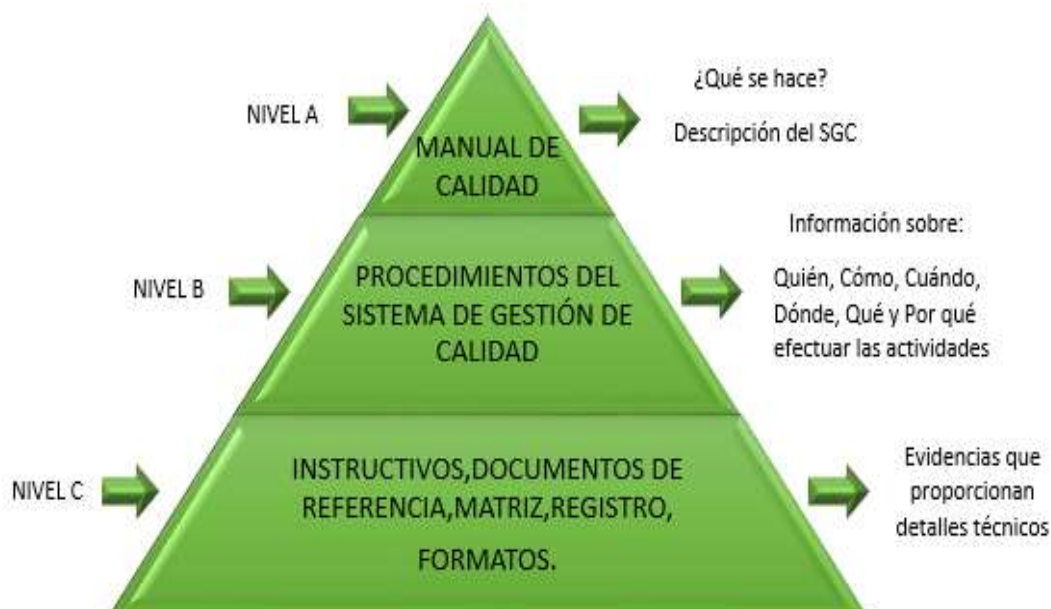 NIVEL A
MANUAL DE
CALIDAD
¿Qué se hace?
Descripción del SGC
NIVEL B
PROCEDIMIENTOS DEL
SISTEMA DE GESTIÓN DE
CALIDAD
Información sobre:
Quién, Cómo, Cuándo,
Dónde, Qué y Por qué
efectuar las actividades
NIVEL C
INSTRUCTIVOS,DOCUMENTOS DE
REFERENCIA,MATRIZ,REGISTRO,
FORMATOS.
Evidencias que
proporcionan
detalles técnicos